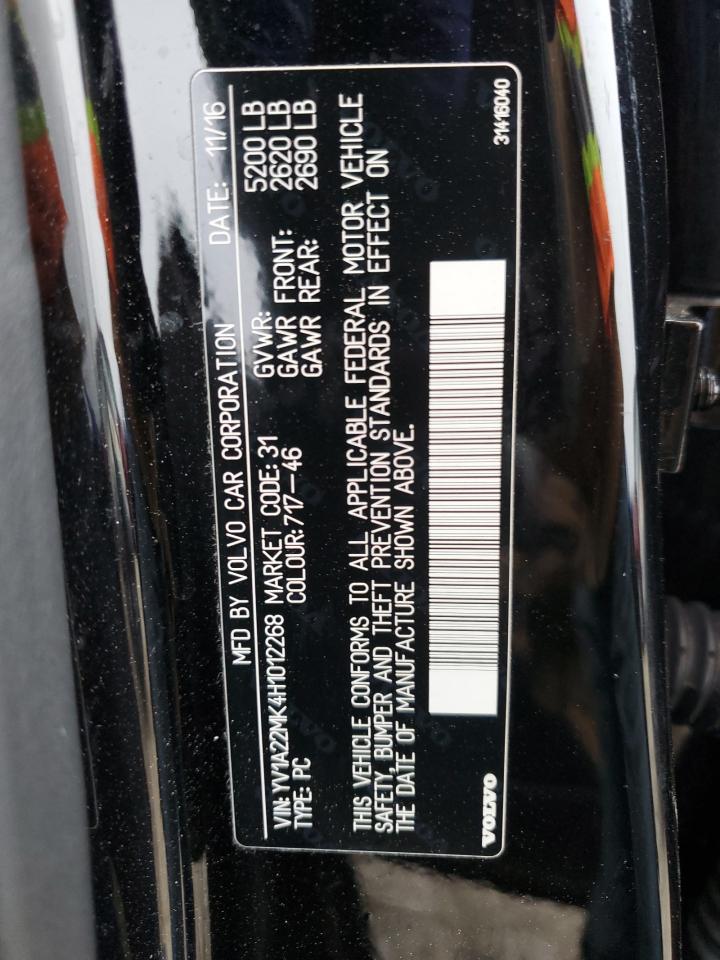 MFD BY VOLVO CAR CORPORATION DATE: 11/16
VIN: YV1A22MK4H1012268 MARKET CODE: 31 GVWR: 5200 LB
TYPE: PC COLOUR: 717-46 GAWR FRONT: 2620 LB
GAWR REAR: 2690 LB
THIS VEHICLE CONFORMS TO ALL APPLICABLE FEDERAL MOTOR VEHICLE
SAFETY, BUMPER AND THEFT PREVENTION STANDARDS IN EFFECT ON
THE DATE OF MANUFACTURE SHOWN ABOVE.
VOLVO 31416040